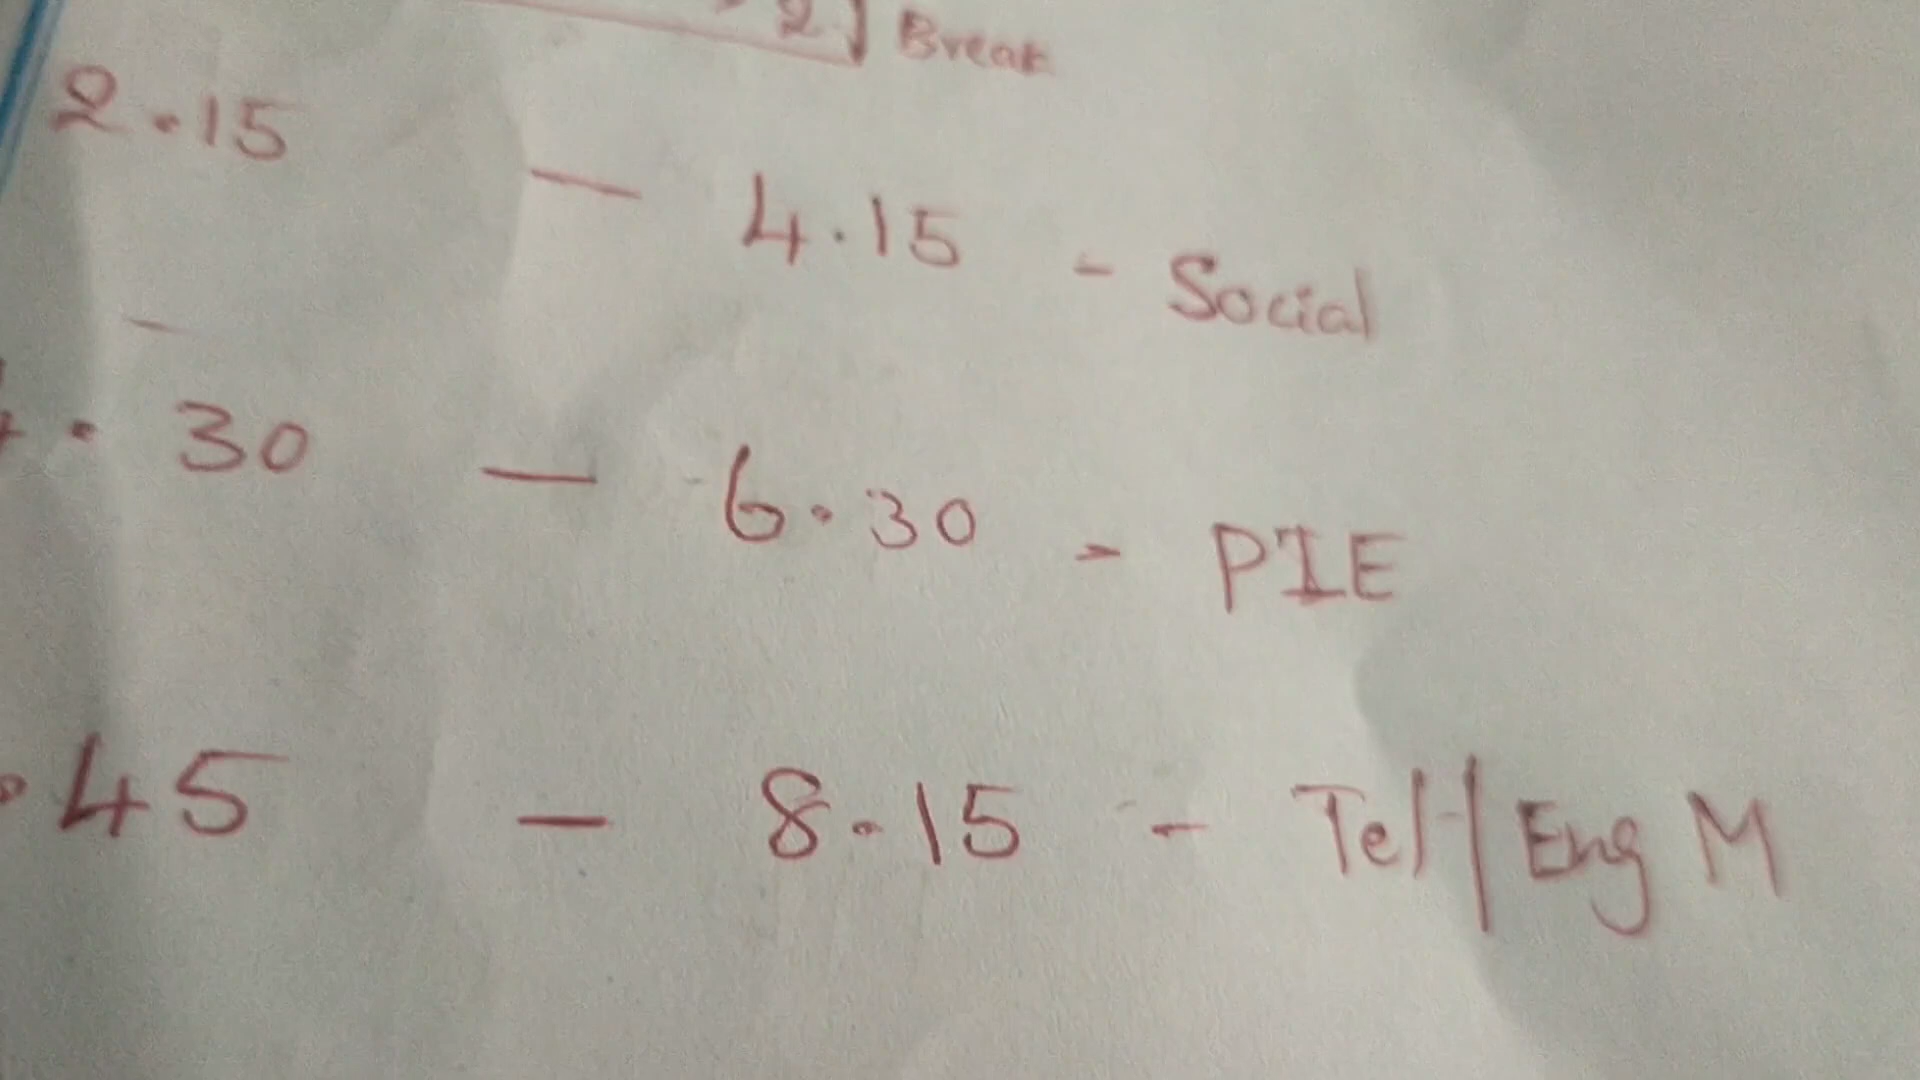 2] Break
2.15 - 4.15 - Social
. 30 - 6.30 - PIE
.45 - 8.15 - Tel|Eng M